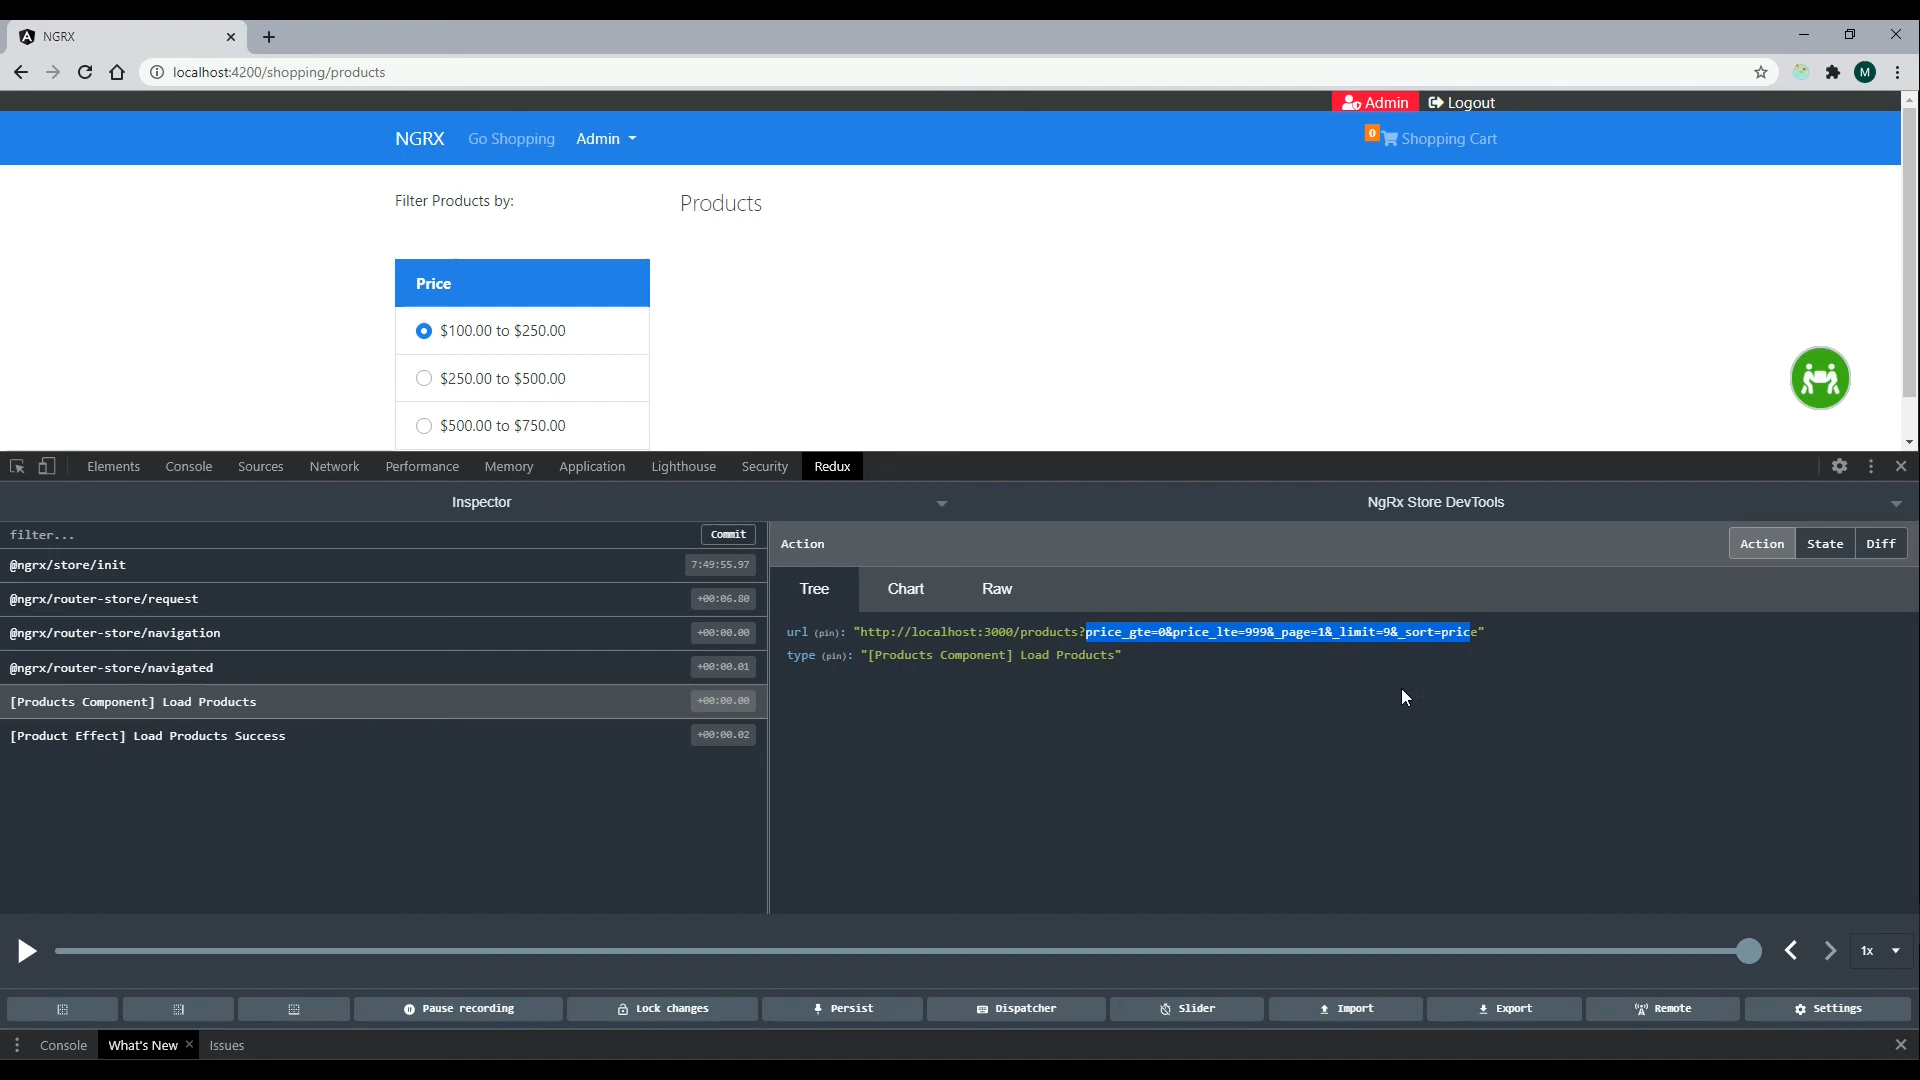 NGRX
localhost:4200/shopping/products
M
Admin
Logout
NGRX Go Shopping Admin
0 Shopping Cart
Filter Products by:
Products
Price
$100.00 to $250.00
$250.00 to $500.00
$500.00 to $750.00
Elements Console Sources Network Performance Memory Application Lighthouse Security Redux
Inspector
NgRx Store DevTools
filter...
Commit
@ngrx/store/init
7:49:55.97
@ngrx/router-store/request
+00:06.80
@ngrx/router-store/navigation
+00:00.00
@ngrx/router-store/navigated
+00:00.01
[Products Component] Load Products
+00:00.00
[Product Effect] Load Products Success
+00:00.02
Action
Action State Diff
Tree Chart Raw
url (pin): "http://localhost:3000/products?price_gte=0&price_lte=999&_page=1&_limit=9&_sort=price"
type (pin): "[Products Component] Load Products"
1x
Pause recording Lock changes Persist Dispatcher Slider Import Export Remote Settings
Console What's New Issues